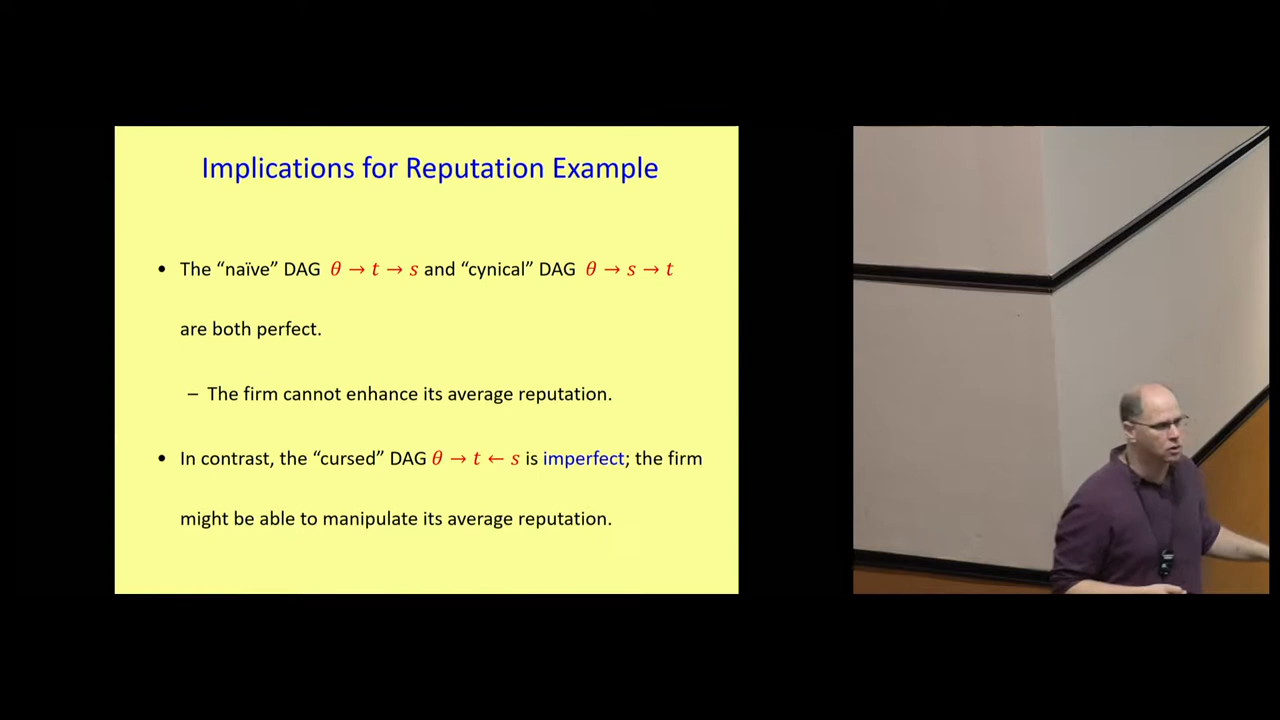 Implications for Reputation Example
• The “naïve” DAG θ → t → s and “cynical” DAG θ → s → t
are both perfect.
– The firm cannot enhance its average reputation.
• In contrast, the “cursed” DAG θ → t ← s is imperfect; the firm
might be able to manipulate its average reputation.